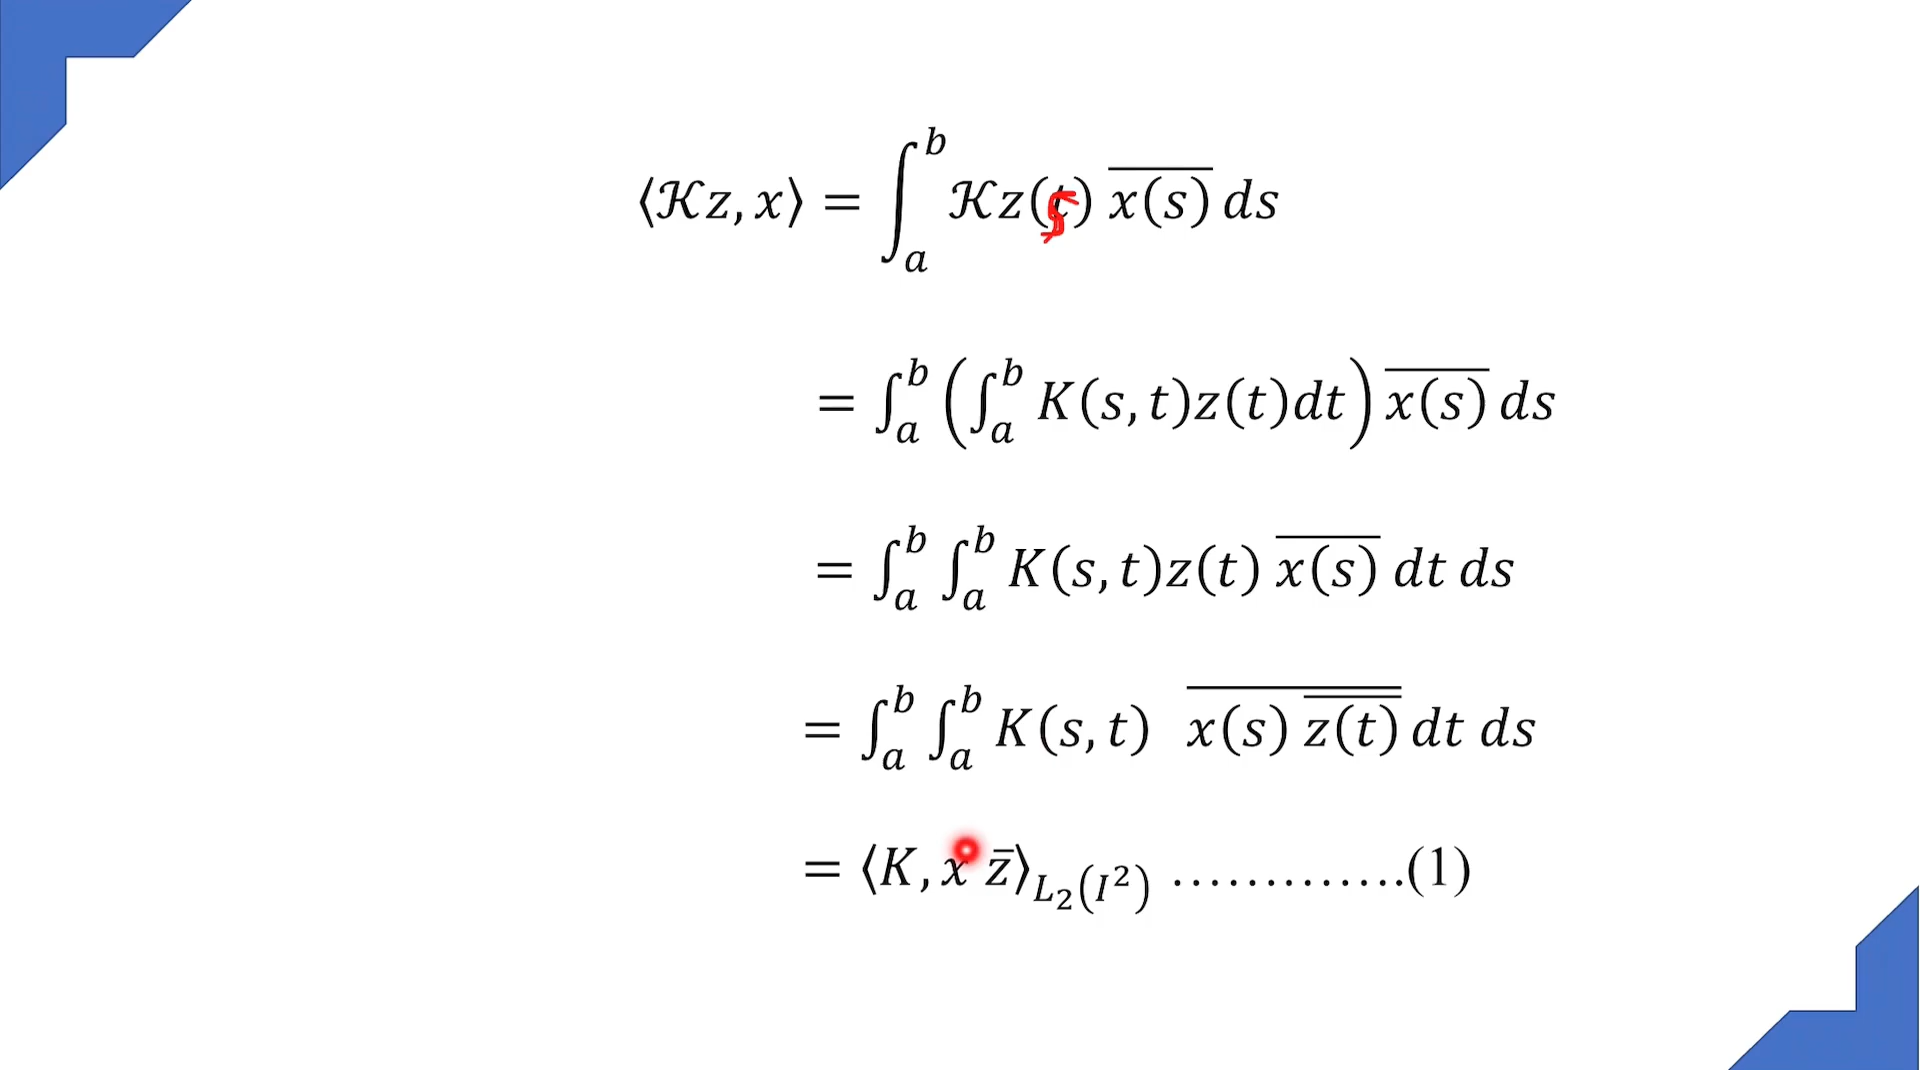 ⟨𝒦z, x⟩ = ∫_a^b 𝒦z(s) \overline{x(s)} ds
= ∫_a^b (∫_a^b K(s, t)z(t)dt) \overline{x(s)} ds
= ∫_a^b ∫_a^b K(s, t)z(t) \overline{x(s)} dt ds
= ∫_a^b ∫_a^b K(s, t) \overline{x(s) \overline{z(t)}} dt ds
= ⟨K, x z̄⟩_{L_2(I^2)} .............(1)